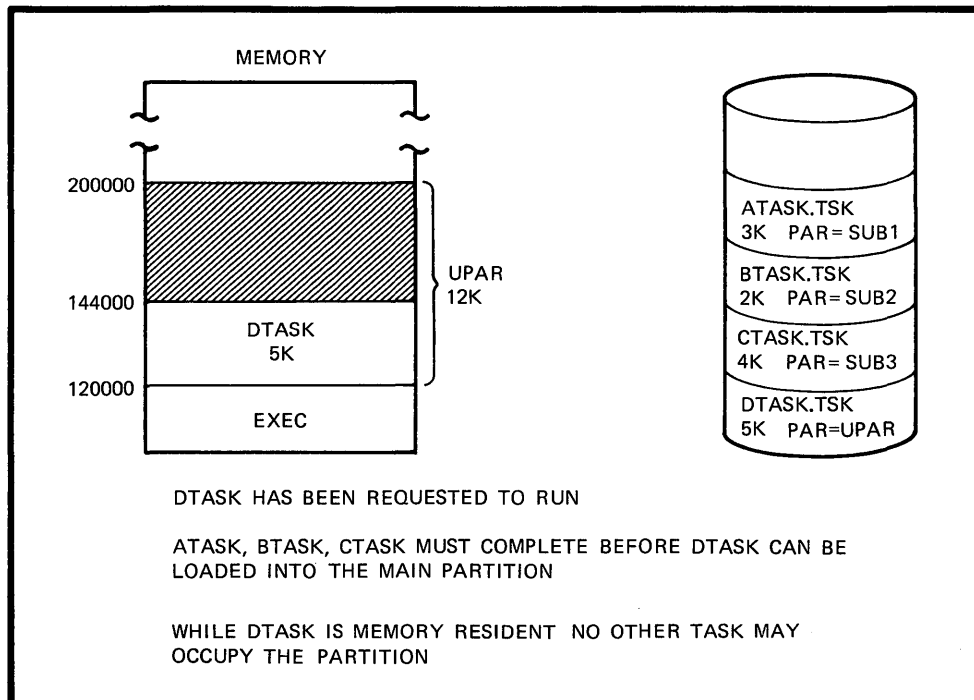 MEMORY
200000
144000
120000
DTASK
5K
EXEC
UPAR
12K
ATASK.TSK
3K PAR=SUB1
BTASK.TSK
2K PAR=SUB2
CTASK.TSK
4K PAR=SUB3
DTASK.TSK
5K PAR=UPAR
DTASK HAS BEEN REQUESTED TO RUN
ATASK, BTASK, CTASK MUST COMPLETE BEFORE DTASK CAN BE
LOADED INTO THE MAIN PARTITION
WHILE DTASK IS MEMORY RESIDENT NO OTHER TASK MAY
OCCUPY THE PARTITION